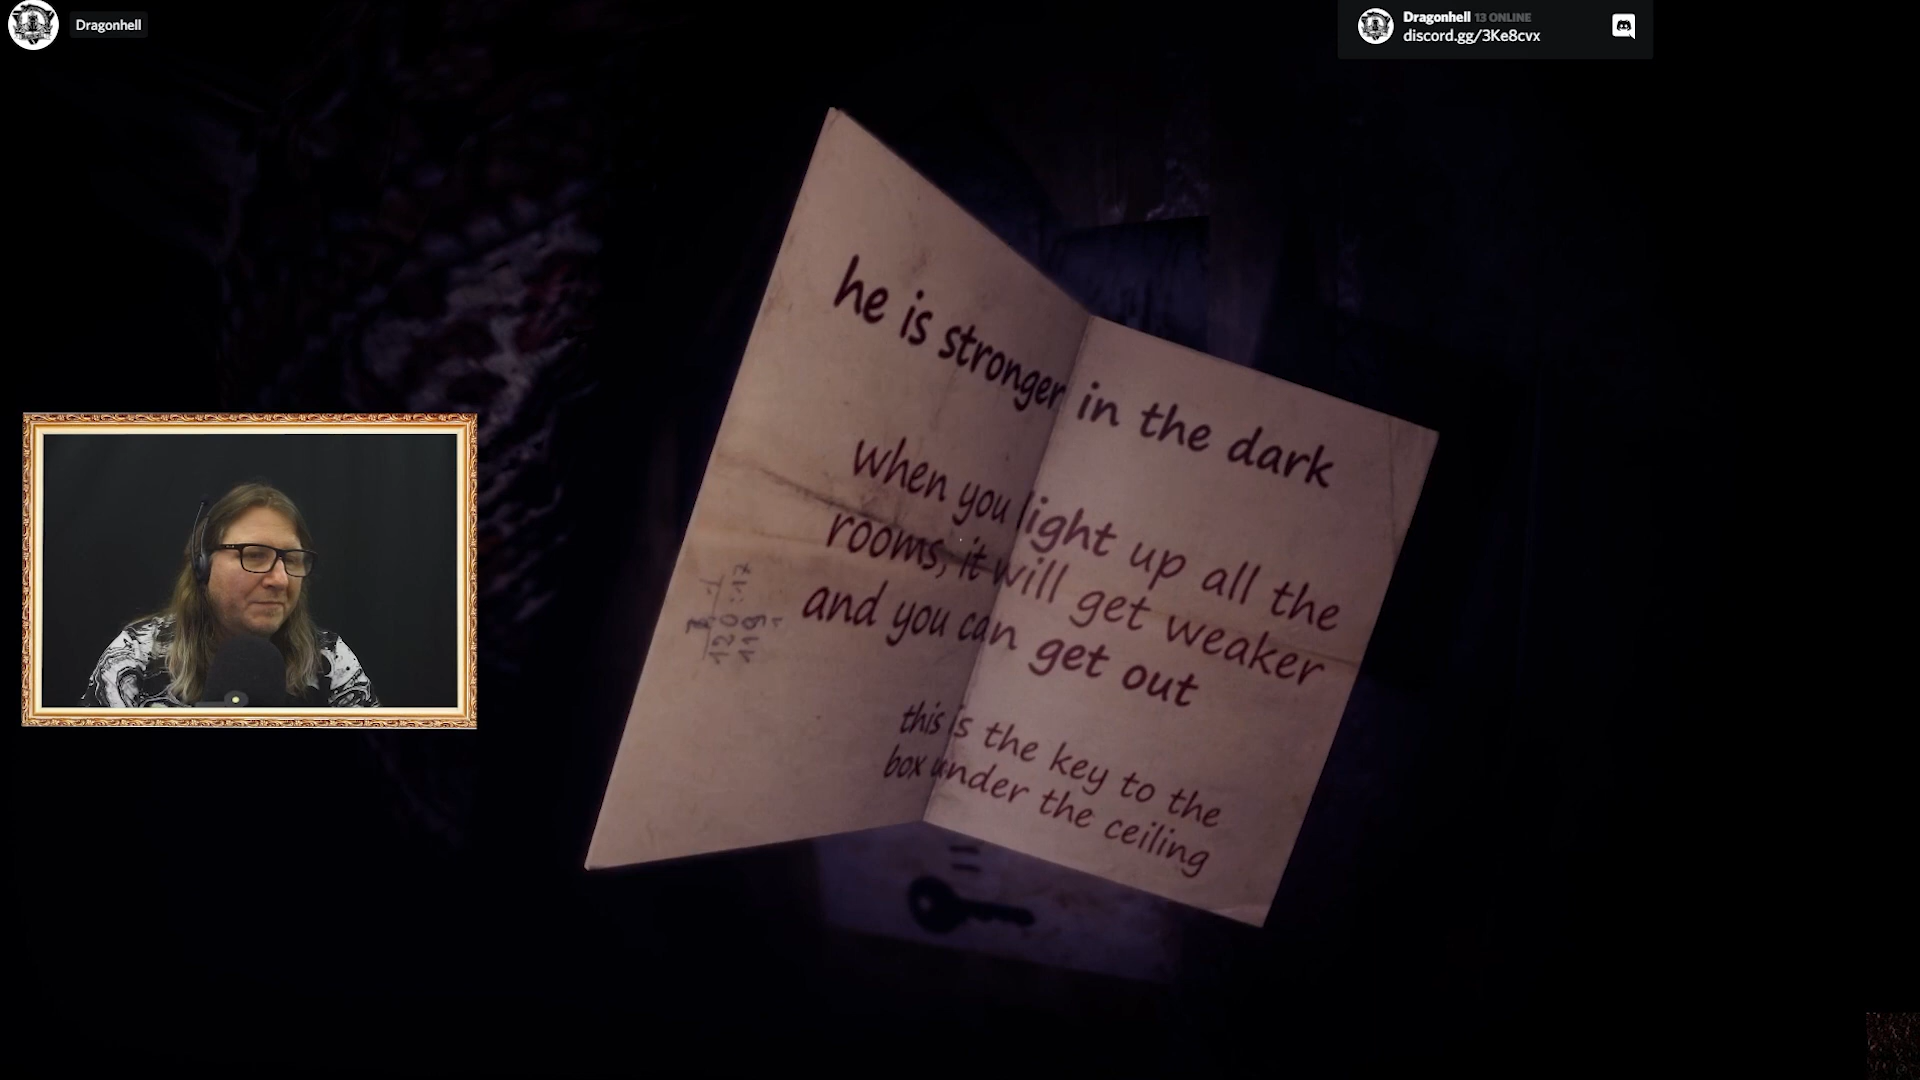 Dragonhell
Dragonhell 13 ONLINE
discord.gg/3Ke8cvx
he is stronger in the dark
when you light up all the
rooms, it will get weaker
and you can get out
this is the key to the
box under the ceiling
120
119